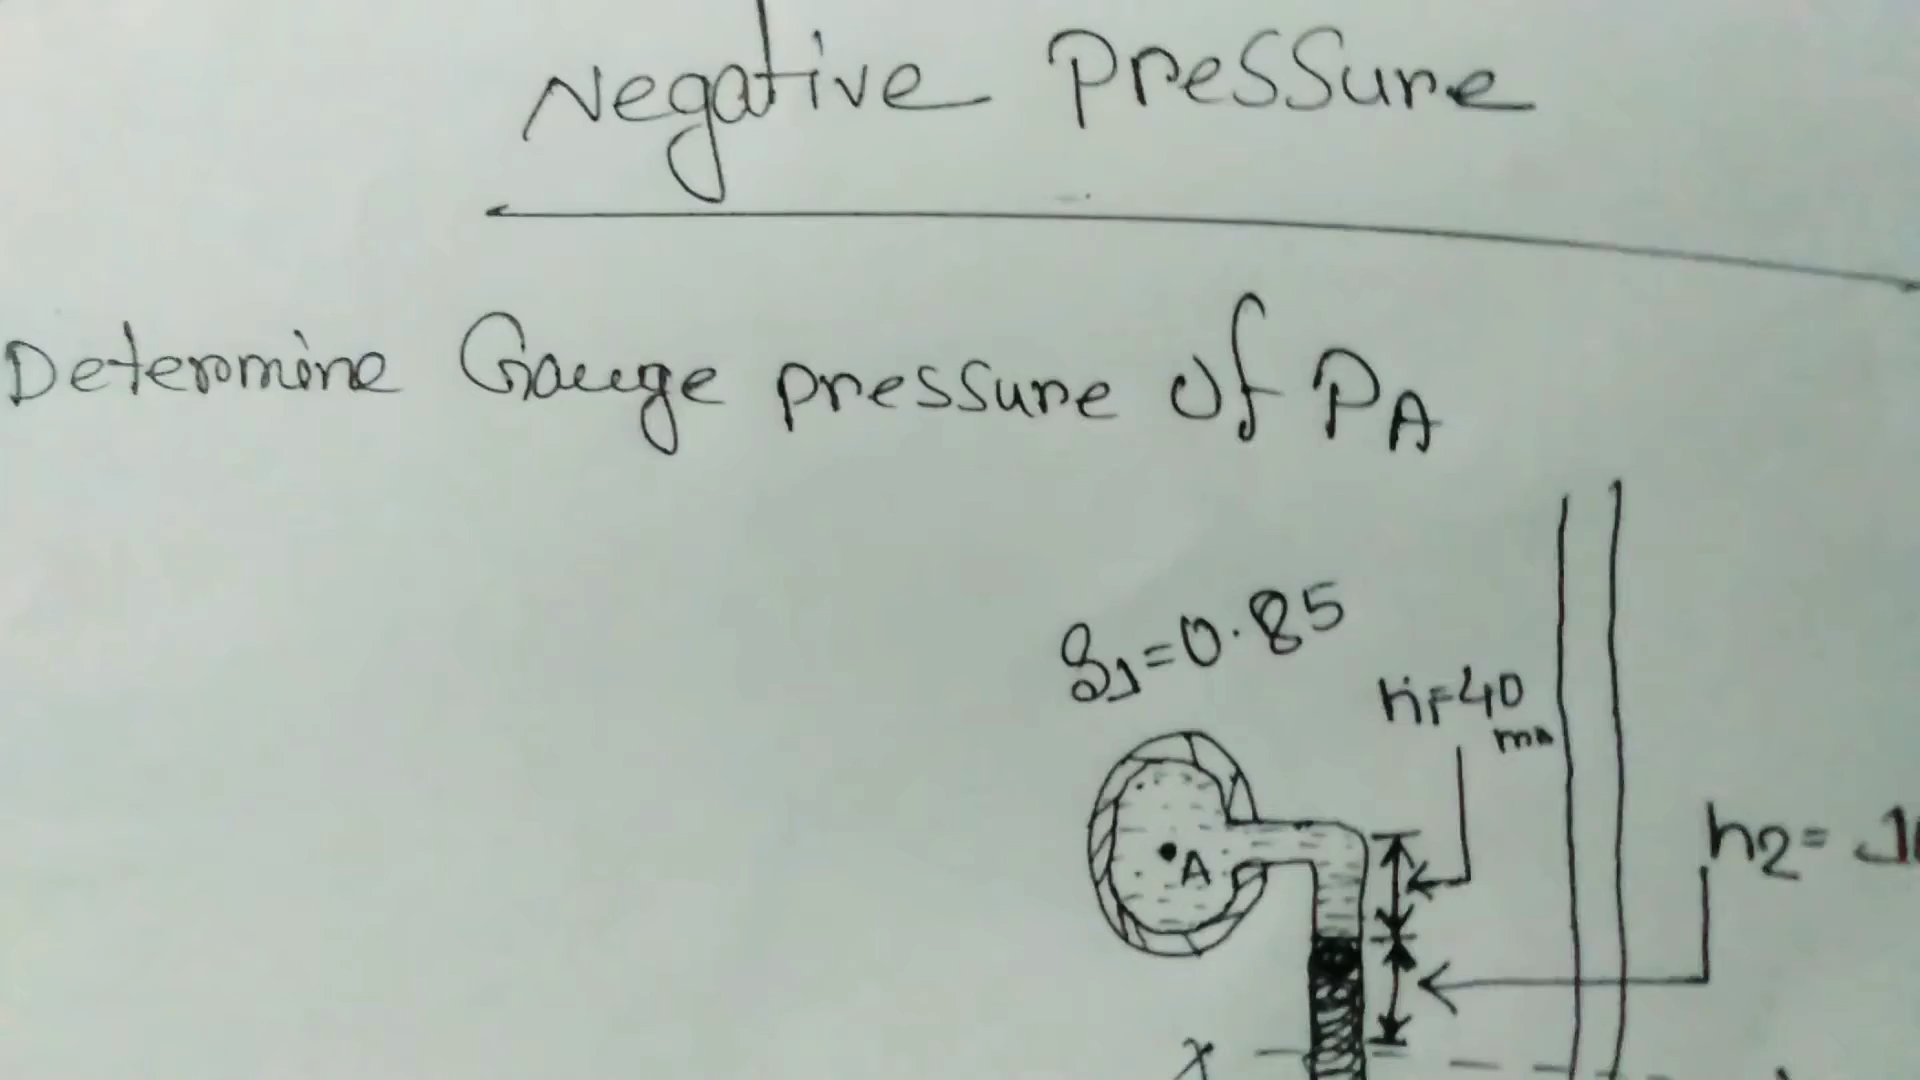 Negative Pressure
Determine Gauge pressure of PA
S1=0.85
h1=40
mm
h2=
A
X